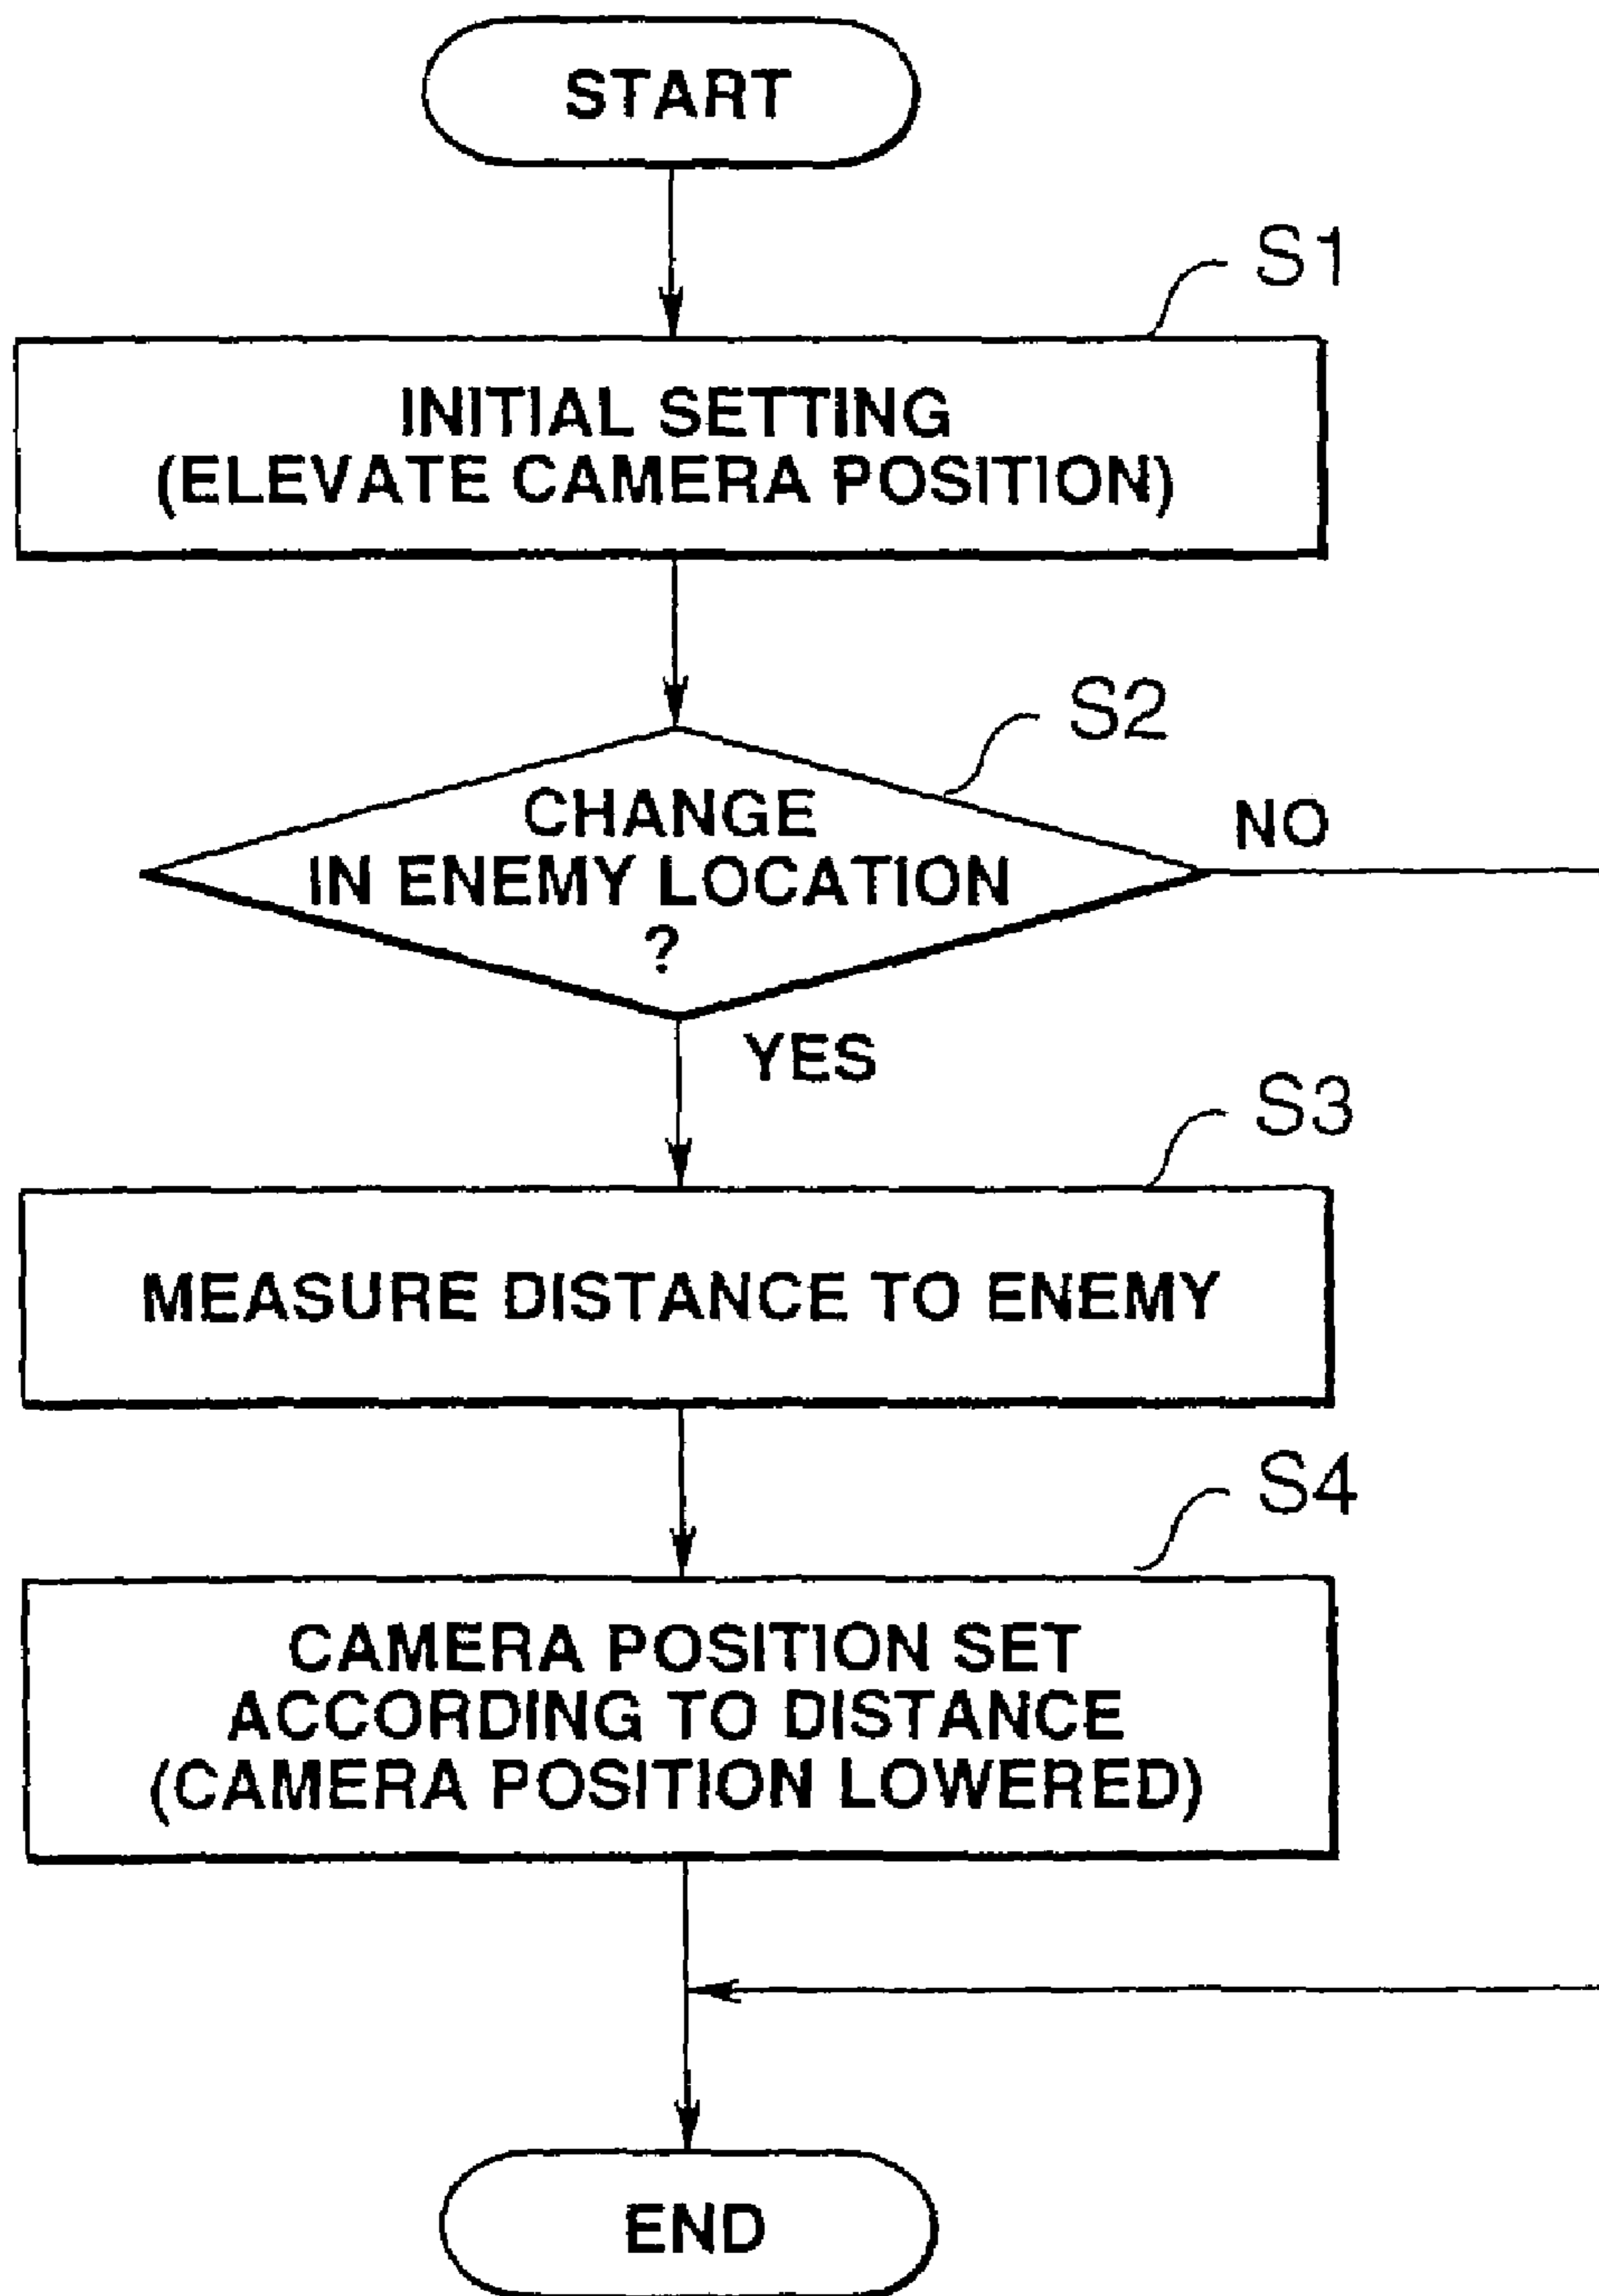 START
S1
INITIAL SETTING
(ELEVATE CAMERA POSITION)
S2
CHANGE
IN ENEMY LOCATION
?
NO
YES
S3
MEASURE DISTANCE TO ENEMY
S4
CAMERA POSITION SET
ACCORDING TO DISTANCE
(CAMERA POSITION LOWERED)
END